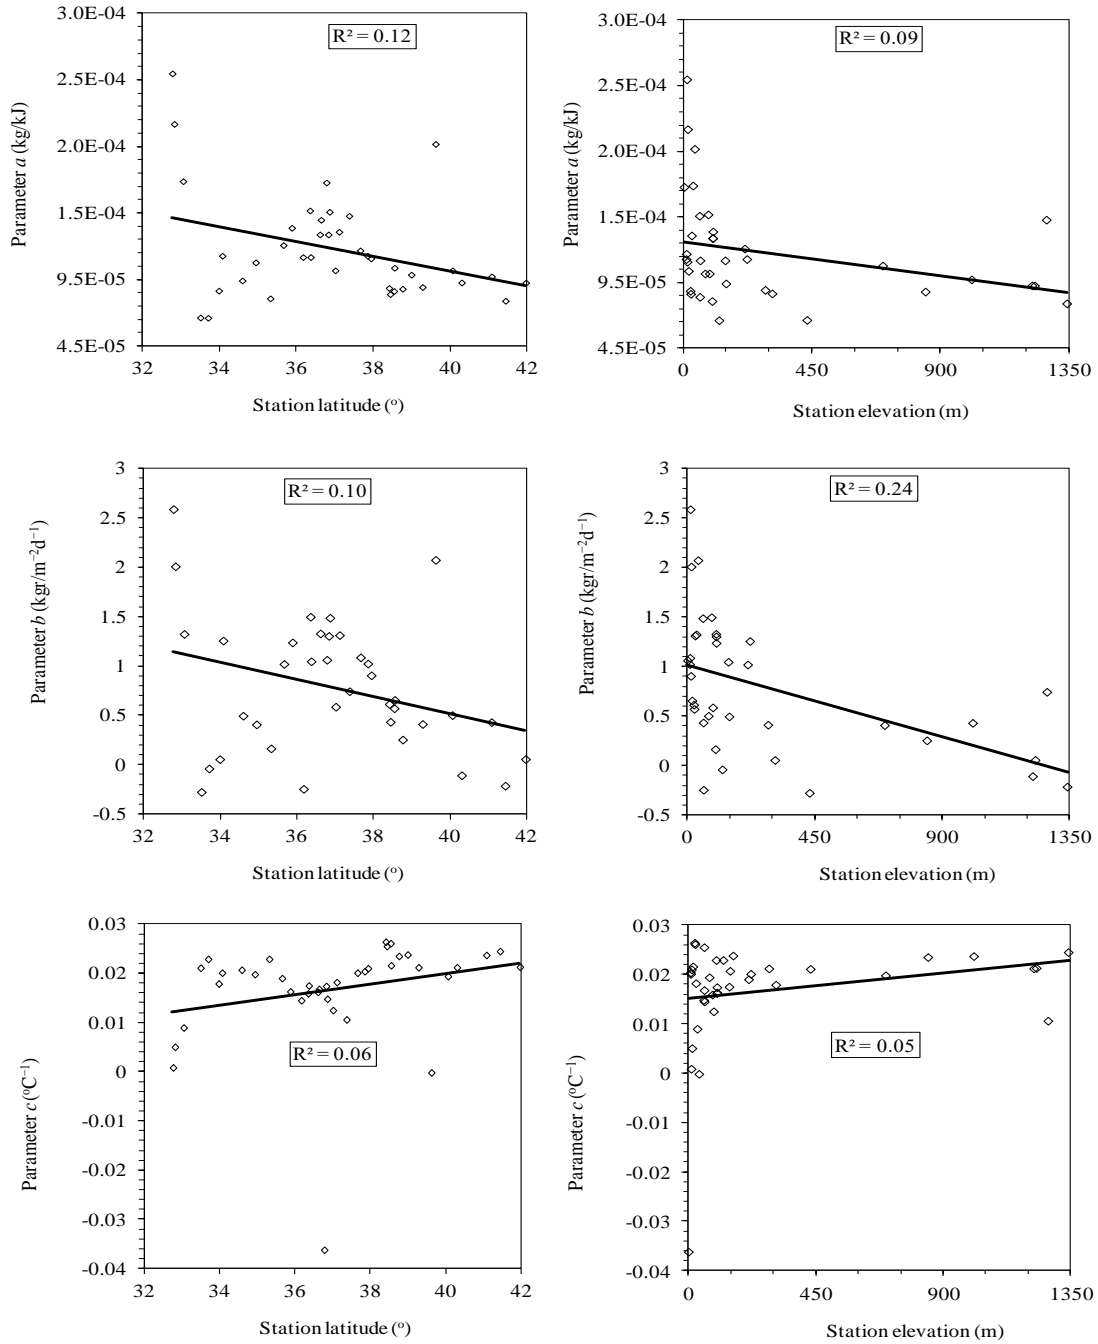 3.0E-04
2.5E-04
2.0E-04
1.5E-04
9.5E-05
4.5E-05
Parameter a (kg/kJ)
R² = 0.12
32 34 36 38 40 42
Station latitude (°)
3.0E-04
2.5E-04
2.0E-04
1.5E-04
9.5E-05
4.5E-05
Parameter a (kg/kJ)
R² = 0.09
0 450 900 1350
Station elevation (m)
3
2.5
2
1.5
1
0.5
0
-0.5
Parameter b (kgr/m⁻²d⁻¹)
R² = 0.10
32 34 36 38 40 42
Station latitude (°)
3
2.5
2
1.5
1
0.5
0
-0.5
Parameter b (kgr/m⁻²d⁻¹)
R² = 0.24
0 450 900 1350
Station elevation (m)
0.03
0.02
0.01
0
-0.01
-0.02
-0.03
-0.04
Parameter c (°C⁻¹)
R² = 0.06
32 34 36 38 40 42
Station latitude (°)
0.03
0.02
0.01
0
-0.01
-0.02
-0.03
-0.04
Parameter c (°C⁻¹)
R² = 0.05
0 450 900 1350
Station elevation (m)